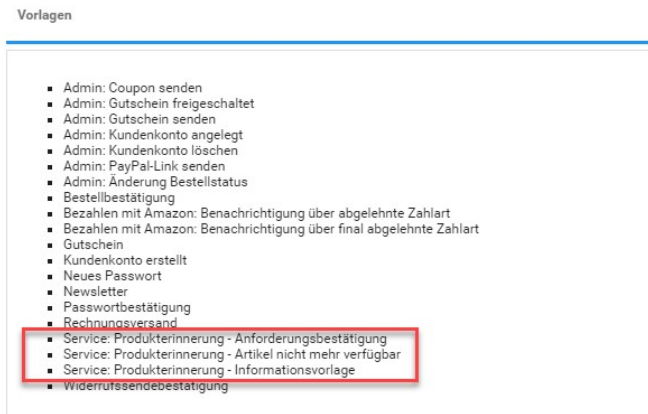 Vorlagen
Admin: Coupon senden
Admin: Gutschein freigeschaltet
Admin: Gutschein senden
Admin: Kundenkonto angelegt
Admin: Kundenkonto löschen
Admin: PayPal-Link senden
Admin: Änderung Bestellstatus
Bestellbestätigung
Bezahlen mit Amazon: Benachrichtigung über abgelehnte Zahlart
Bezahlen mit Amazon: Benachrichtigung über final abgelehnte Zahlart
Gutschein
Kundenkonto erstellt
Neues Passwort
Newsletter
Passwortbestätigung
Rechnungsversand
Service: Produkterinnerung - Anforderungsbestätigung
Service: Produkterinnerung - Artikel nicht mehr verfügbar
Service: Produkterinnerung - Informationsvorlage
Widerrufssendebestätigung